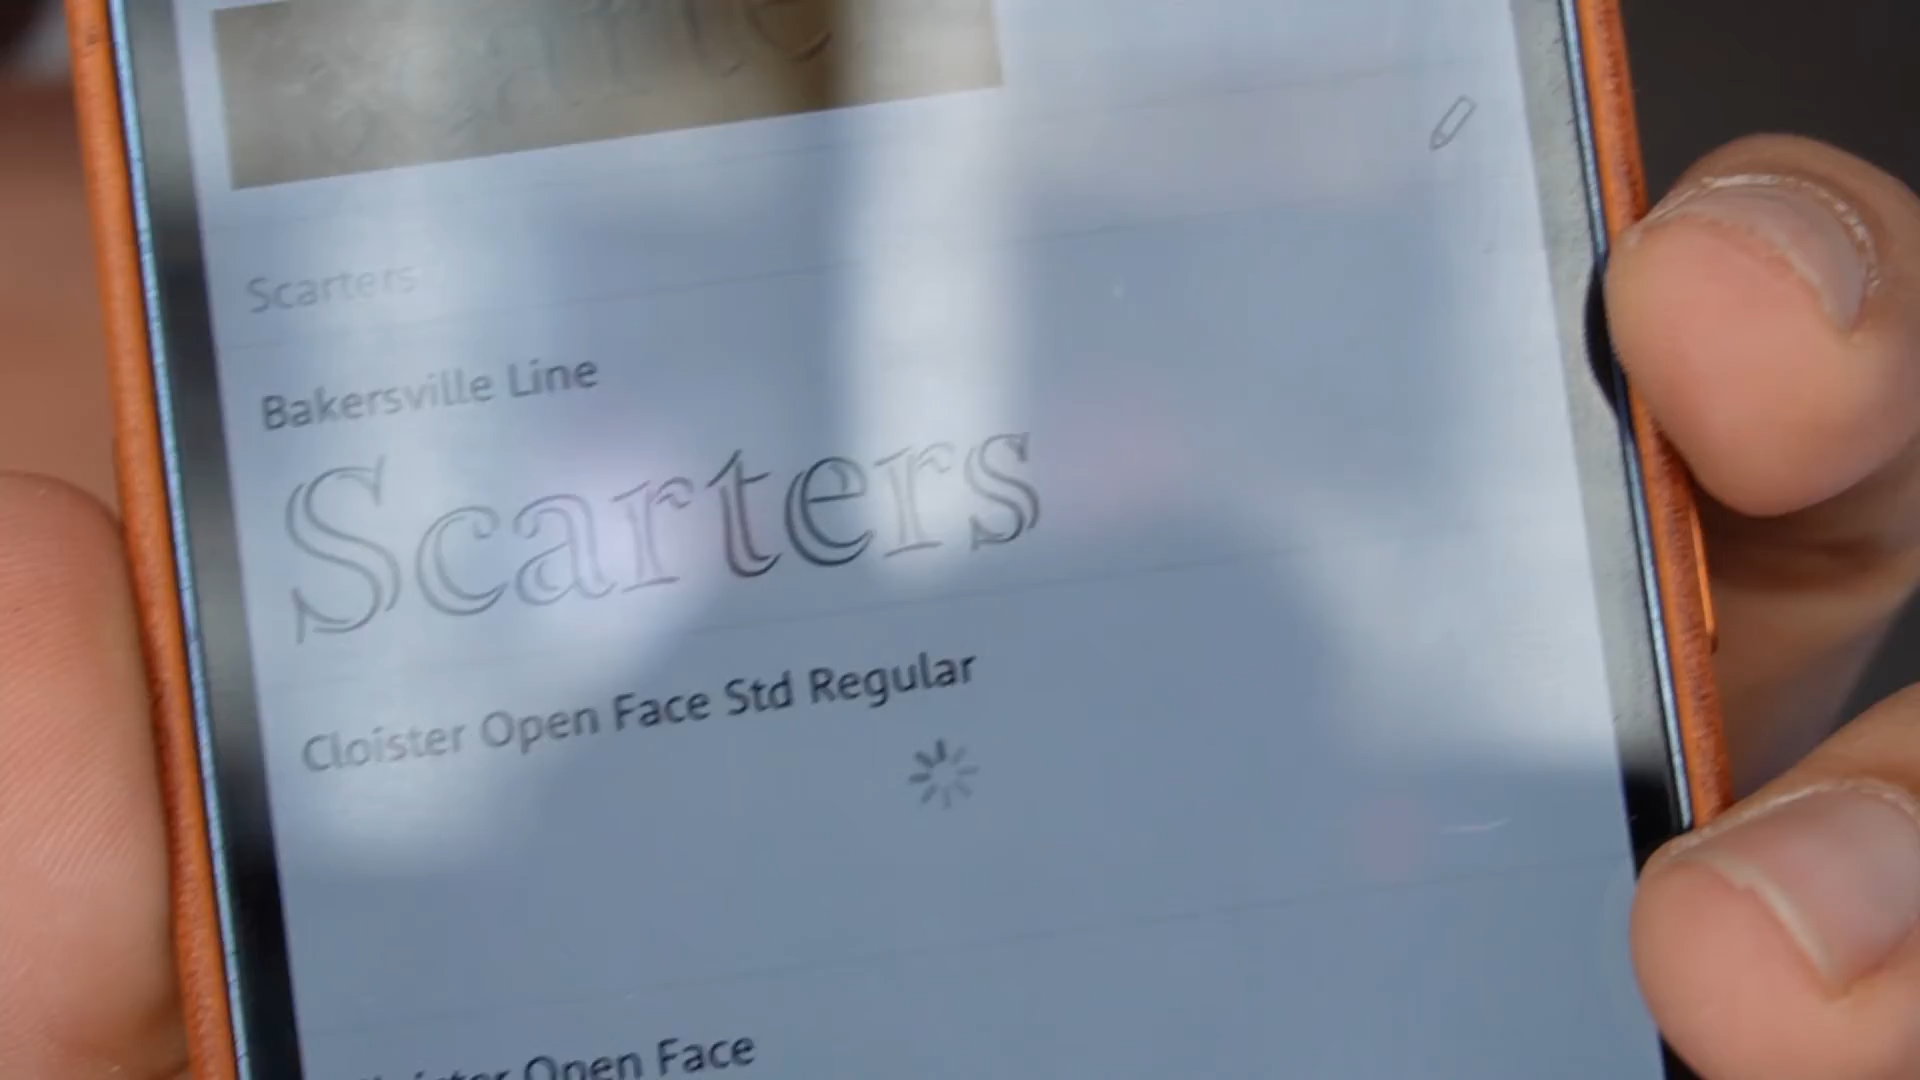 Scarters
Bakersville Line
Scarters
Cloister Open Face Std Regular
Open Face